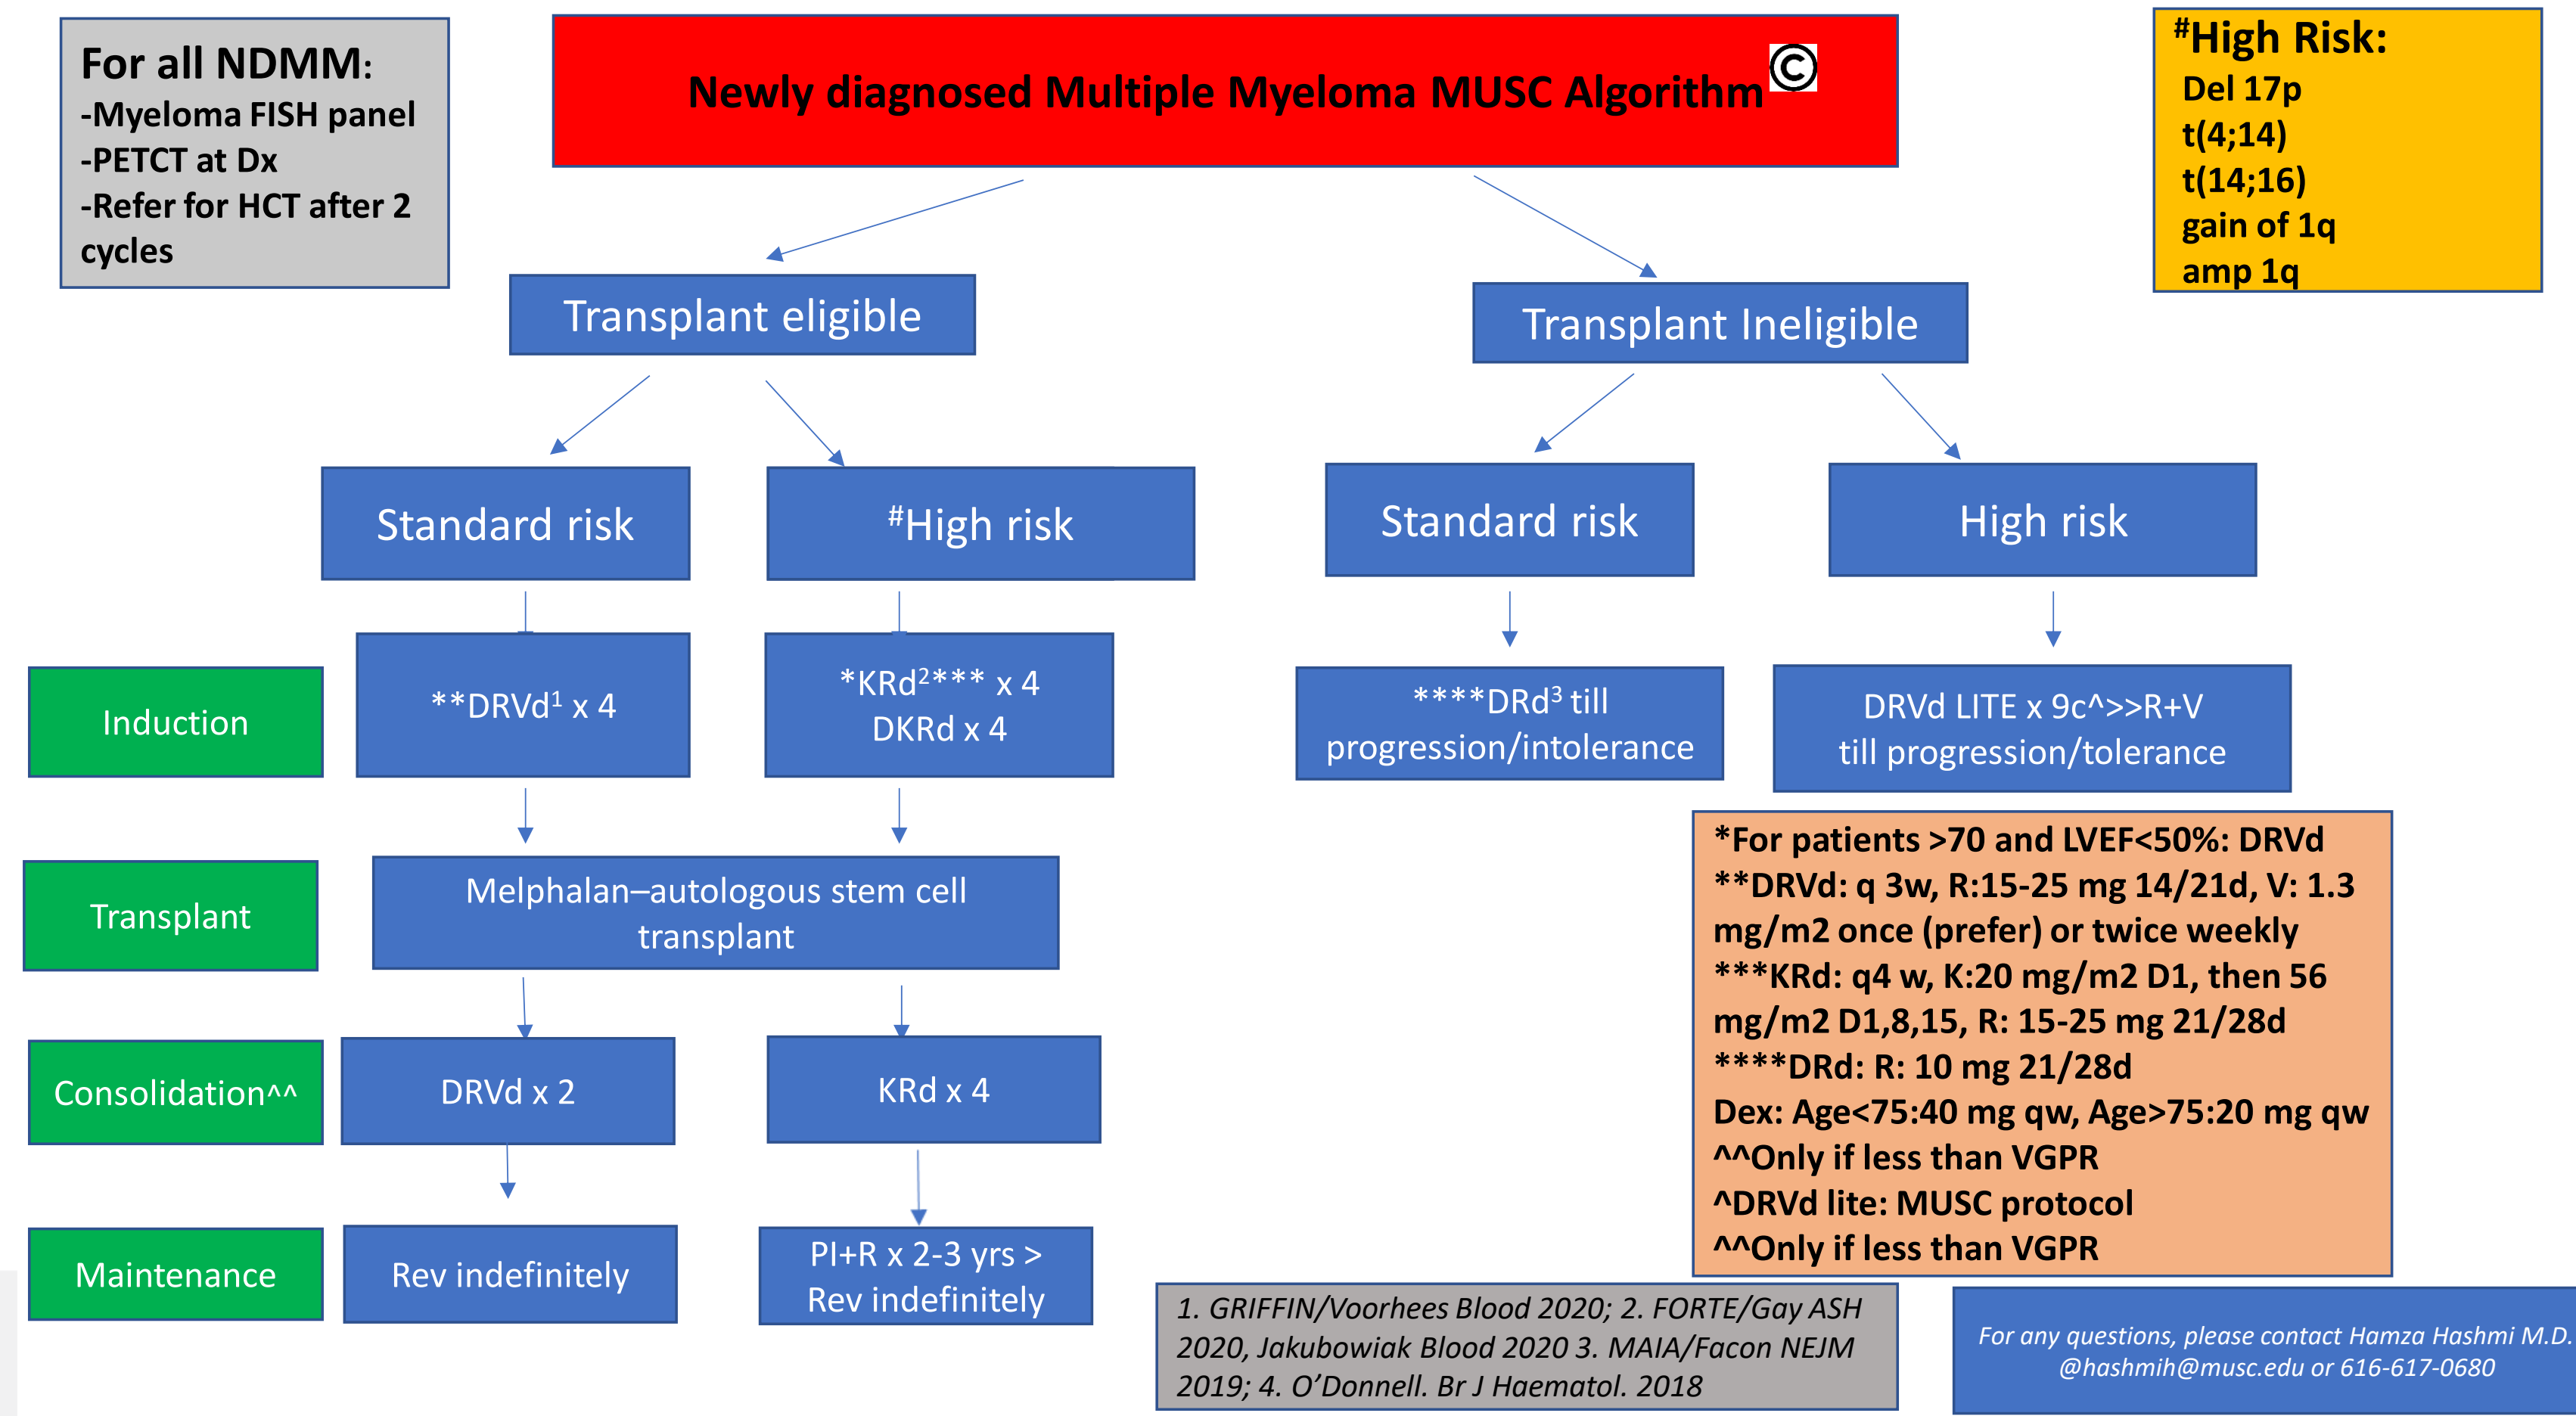 For all NDMM:
-Myeloma FISH panel
-PETCT at Dx
-Refer for HCT after 2
cycles
Newly diagnosed Multiple Myeloma MUSC Algorithm ©
#High Risk:
Del 17p
t(4;14)
t(14;16)
gain of 1q
amp 1q
Transplant eligible
Transplant Ineligible
Standard risk
#High risk
Standard risk
High risk
Induction
**DRVd¹ x 4
*KRd²*** x 4
DKRd x 4
****DRd³ till
progression/intolerance
DRVd LITE x 9c^>>R+V
till progression/tolerance
Transplant
Melphalan–autologous stem cell
transplant
Consolidation^^
DRVd x 2
KRd x 4
Maintenance
Rev indefinitely
PI+R x 2-3 yrs >
Rev indefinitely
*For patients >70 and LVEF<50%: DRVd
**DRVd: q 3w, R:15-25 mg 14/21d, V: 1.3
mg/m2 once (prefer) or twice weekly
***KRd: q4 w, K:20 mg/m2 D1, then 56
mg/m2 D1,8,15, R: 15-25 mg 21/28d
****DRd: R: 10 mg 21/28d
Dex: Age<75:40 mg qw, Age>75:20 mg qw
^^Only if less than VGPR
^DRVd lite: MUSC protocol
^^Only if less than VGPR
1. GRIFFIN/Voorhees Blood 2020; 2. FORTE/Gay ASH
2020, Jakubowiak Blood 2020 3. MAIA/Facon NEJM
2019; 4. O’Donnell. Br J Haematol. 2018
For any questions, please contact Hamza Hashmi M.D.
@hashmih@musc.edu or 616-617-0680